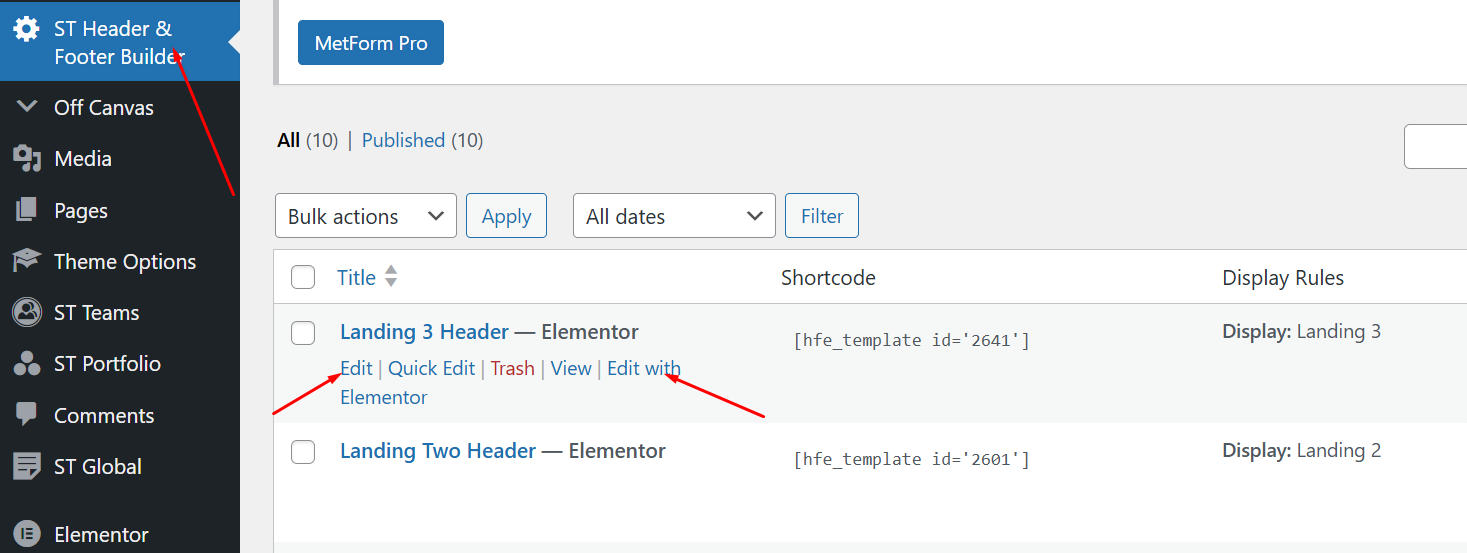 ST Header &
Footer Builder
Off Canvas
Media
Pages
Theme Options
ST Teams
ST Portfolio
Comments
ST Global
Elementor
MetForm Pro
All (10) | Published (10)
Bulk actions Apply All dates Filter
Title Shortcode Display Rules
Landing 3 Header — Elementor [hfe_template id='2641'] Display: Landing 3
Edit | Quick Edit | Trash | View | Edit with
Elementor
Landing Two Header — Elementor [hfe_template id='2601'] Display: Landing 2